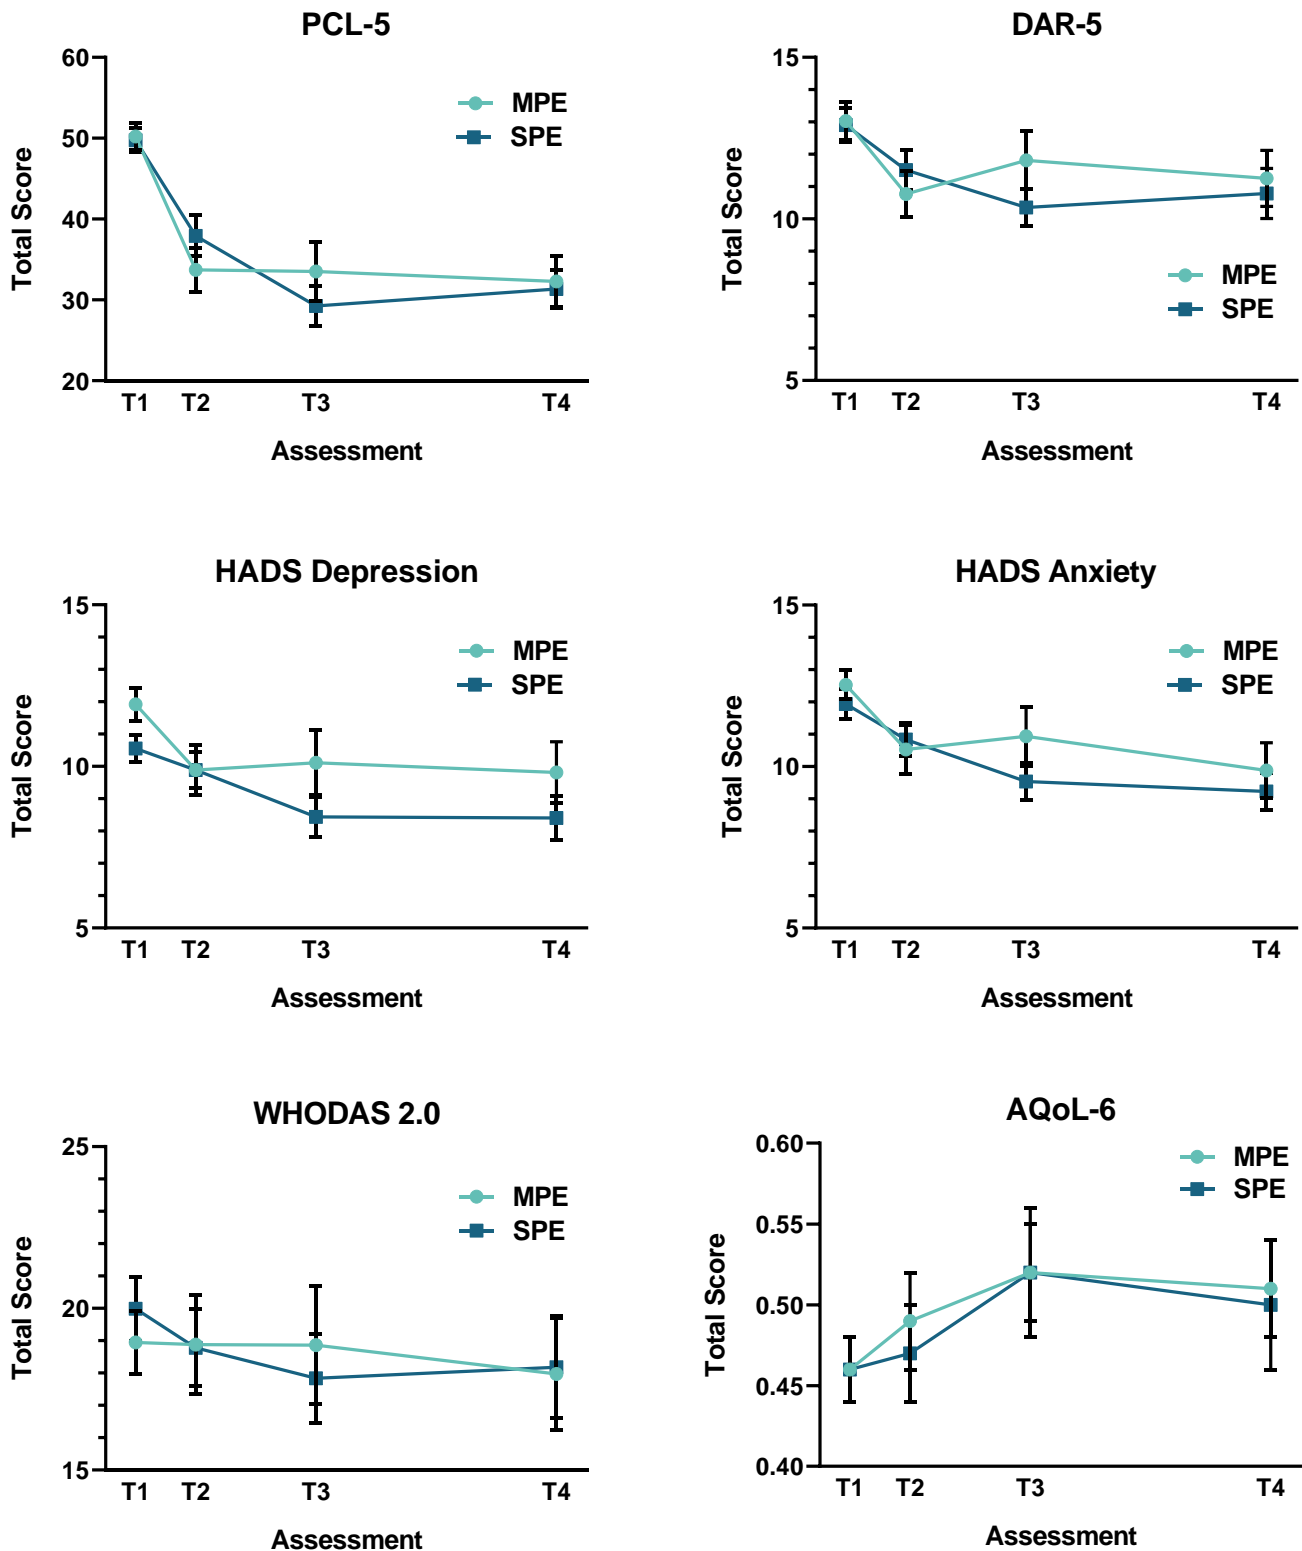 PCL-5
60
50
40
30
20
Total Score
MPE
SPE
T1 T2 T3 T4
Assessment
DAR-5
15
10
5
Total Score
MPE
SPE
T1 T2 T3 T4
Assessment
HADS Depression
15
10
5
Total Score
MPE
SPE
T1 T2 T3 T4
Assessment
HADS Anxiety
15
10
5
Total Score
MPE
SPE
T1 T2 T3 T4
Assessment
WHODAS 2.0
25
20
15
Total Score
MPE
SPE
T1 T2 T3 T4
Assessment
AQoL-6
0.60
0.55
0.50
0.45
0.40
Total Score
MPE
SPE
T1 T2 T3 T4
Assessment